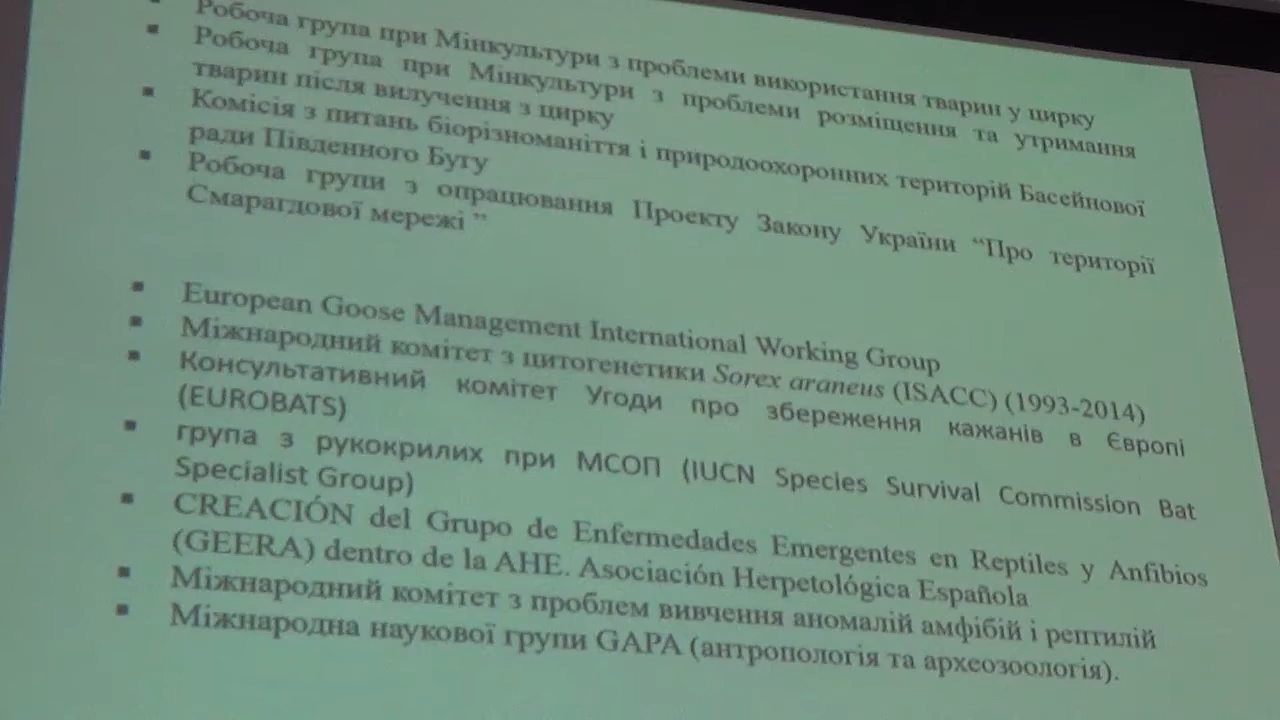 Робоча група при Мінкультури з проблеми використання тварин у цирку
Робоча група при Мінкультури з проблеми розміщення та утримання
тварин після вилучення з цирку
Комісія з питань біорізноманіття і природоохоронних територій Басейнової
ради Південного Бугу
Робоча групи з опрацювання Проекту Закону України “Про території
Смарагдової мережі ”
European Goose Management International Working Group
Міжнародний комітет з цитогенетики Sorex araneus (ISACC) (1993-2014)
Консультативний комітет Угоди про збереження кажанів в Європі
(EUROBATS)
група з рукокрилих при МСОП (IUCN Species Survival Commission Bat
Specialist Group)
CREACIÓN del Grupo de Enfermedades Emergentes en Reptiles y Anfibios
(GEERA) dentro de la AHE. Asociación Herpetológica Española
Міжнародний комітет з проблем вивчення аномалій амфібій і рептилій
Міжнародна наукової групи GAPA (антропологія та археозоологія).